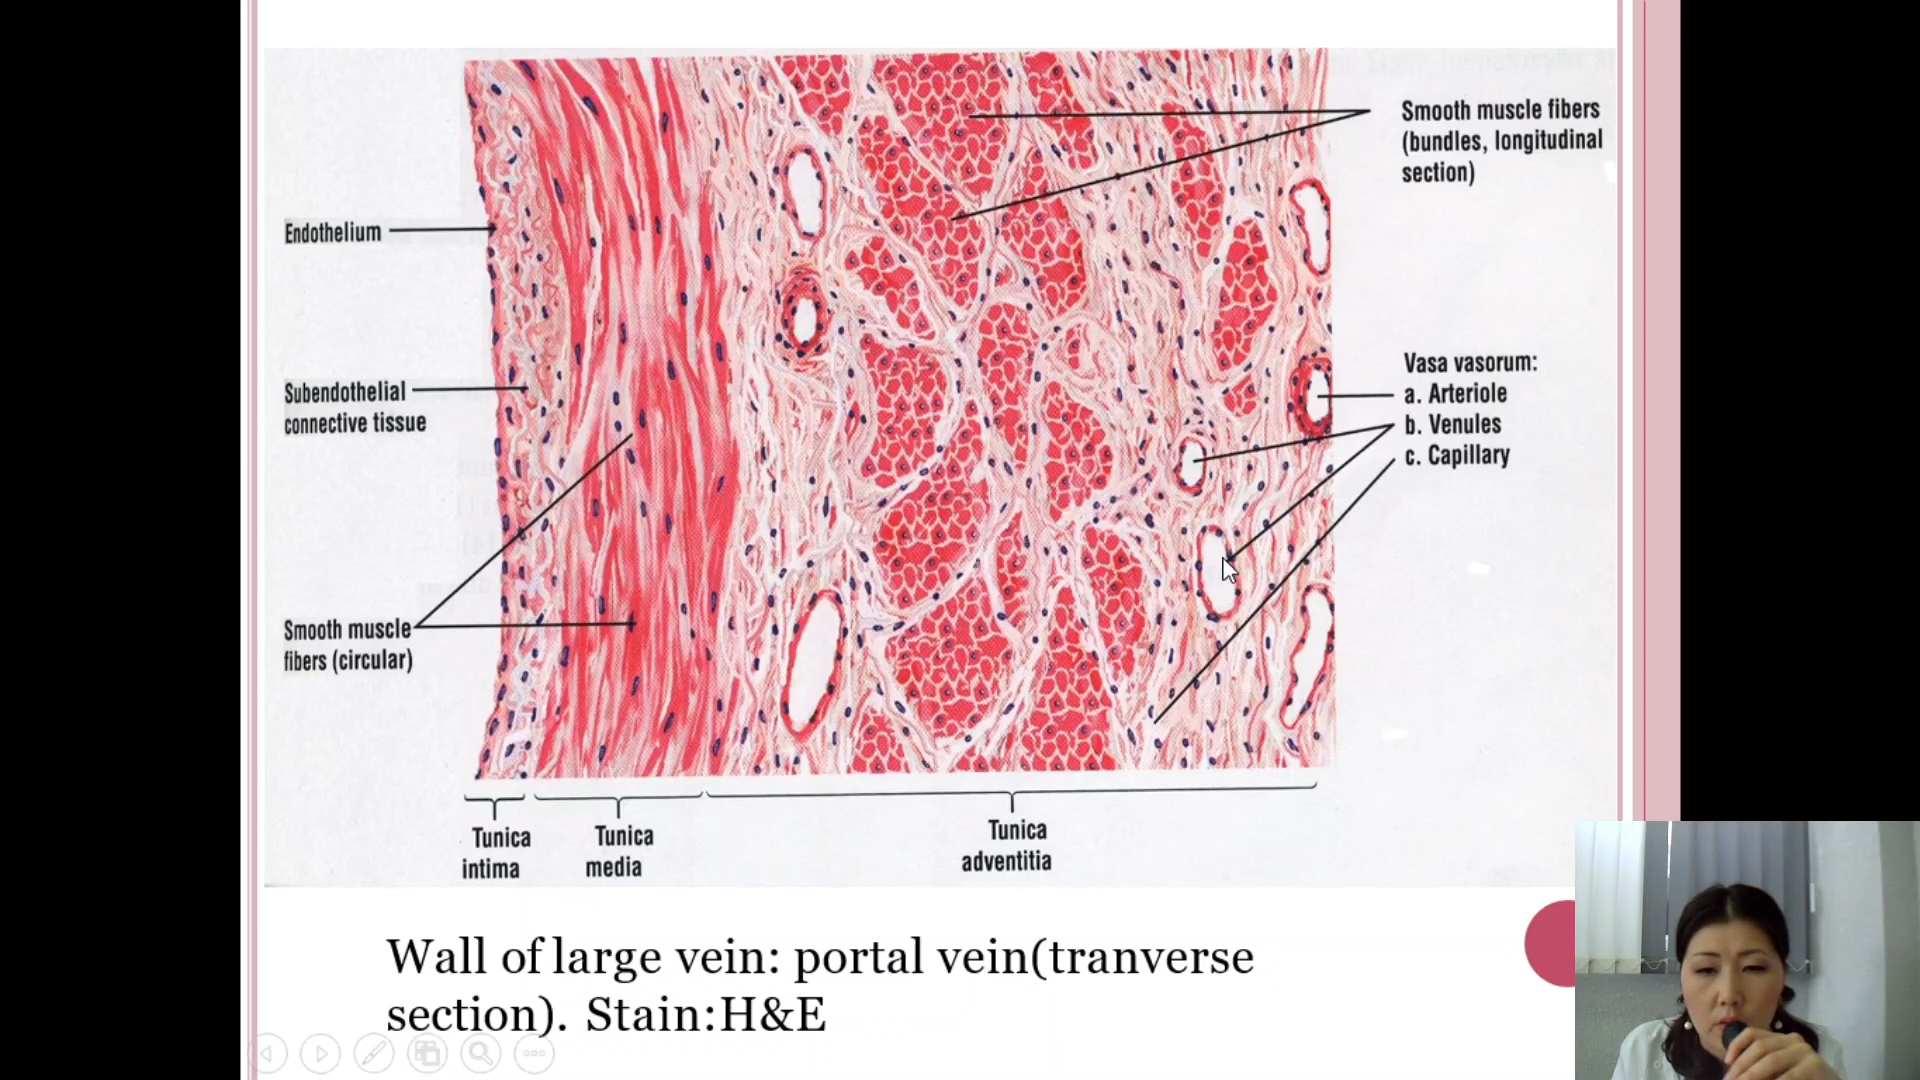 Smooth muscle fibers
(bundles, longitudinal
section)
Endothelium
Vasa vasorum:
a. Arteriole
b. Venules
c. Capillary
Subendothelial
connective tissue
Smooth muscle
fibers (circular)
Tunica
intima
Tunica
media
Tunica
adventitia
Wall of large vein: portal vein(tranverse
section). Stain:H&E